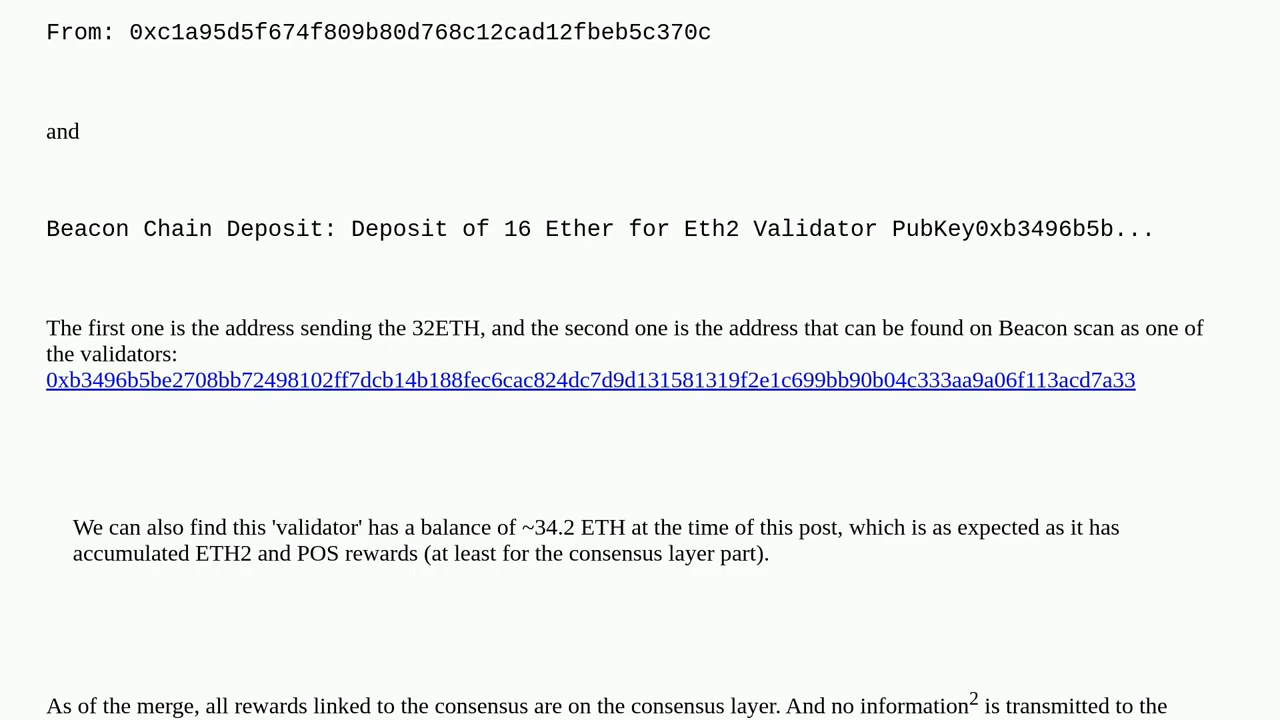 From: 0xc1a95d5f674f809b80d768c12cad12fbeb5c370c
and
Beacon Chain Deposit: Deposit of 16 Ether for Eth2 Validator PubKey0xb3496b5b...
The first one is the address sending the 32ETH, and the second one is the address that can be found on Beacon scan as one of
the validators:
0xb3496b5be2708bb72498102ff7dcb14b188fec6cac824dc7d9d131581319f2e1c699bb90b04c333aa9a06f113acd7a33
We can also find this 'validator' has a balance of ~34.2 ETH at the time of this post, which is as expected as it has
accumulated ETH2 and POS rewards (at least for the consensus layer part).
As of the merge, all rewards linked to the consensus are on the consensus layer. And no information2 is transmitted to the